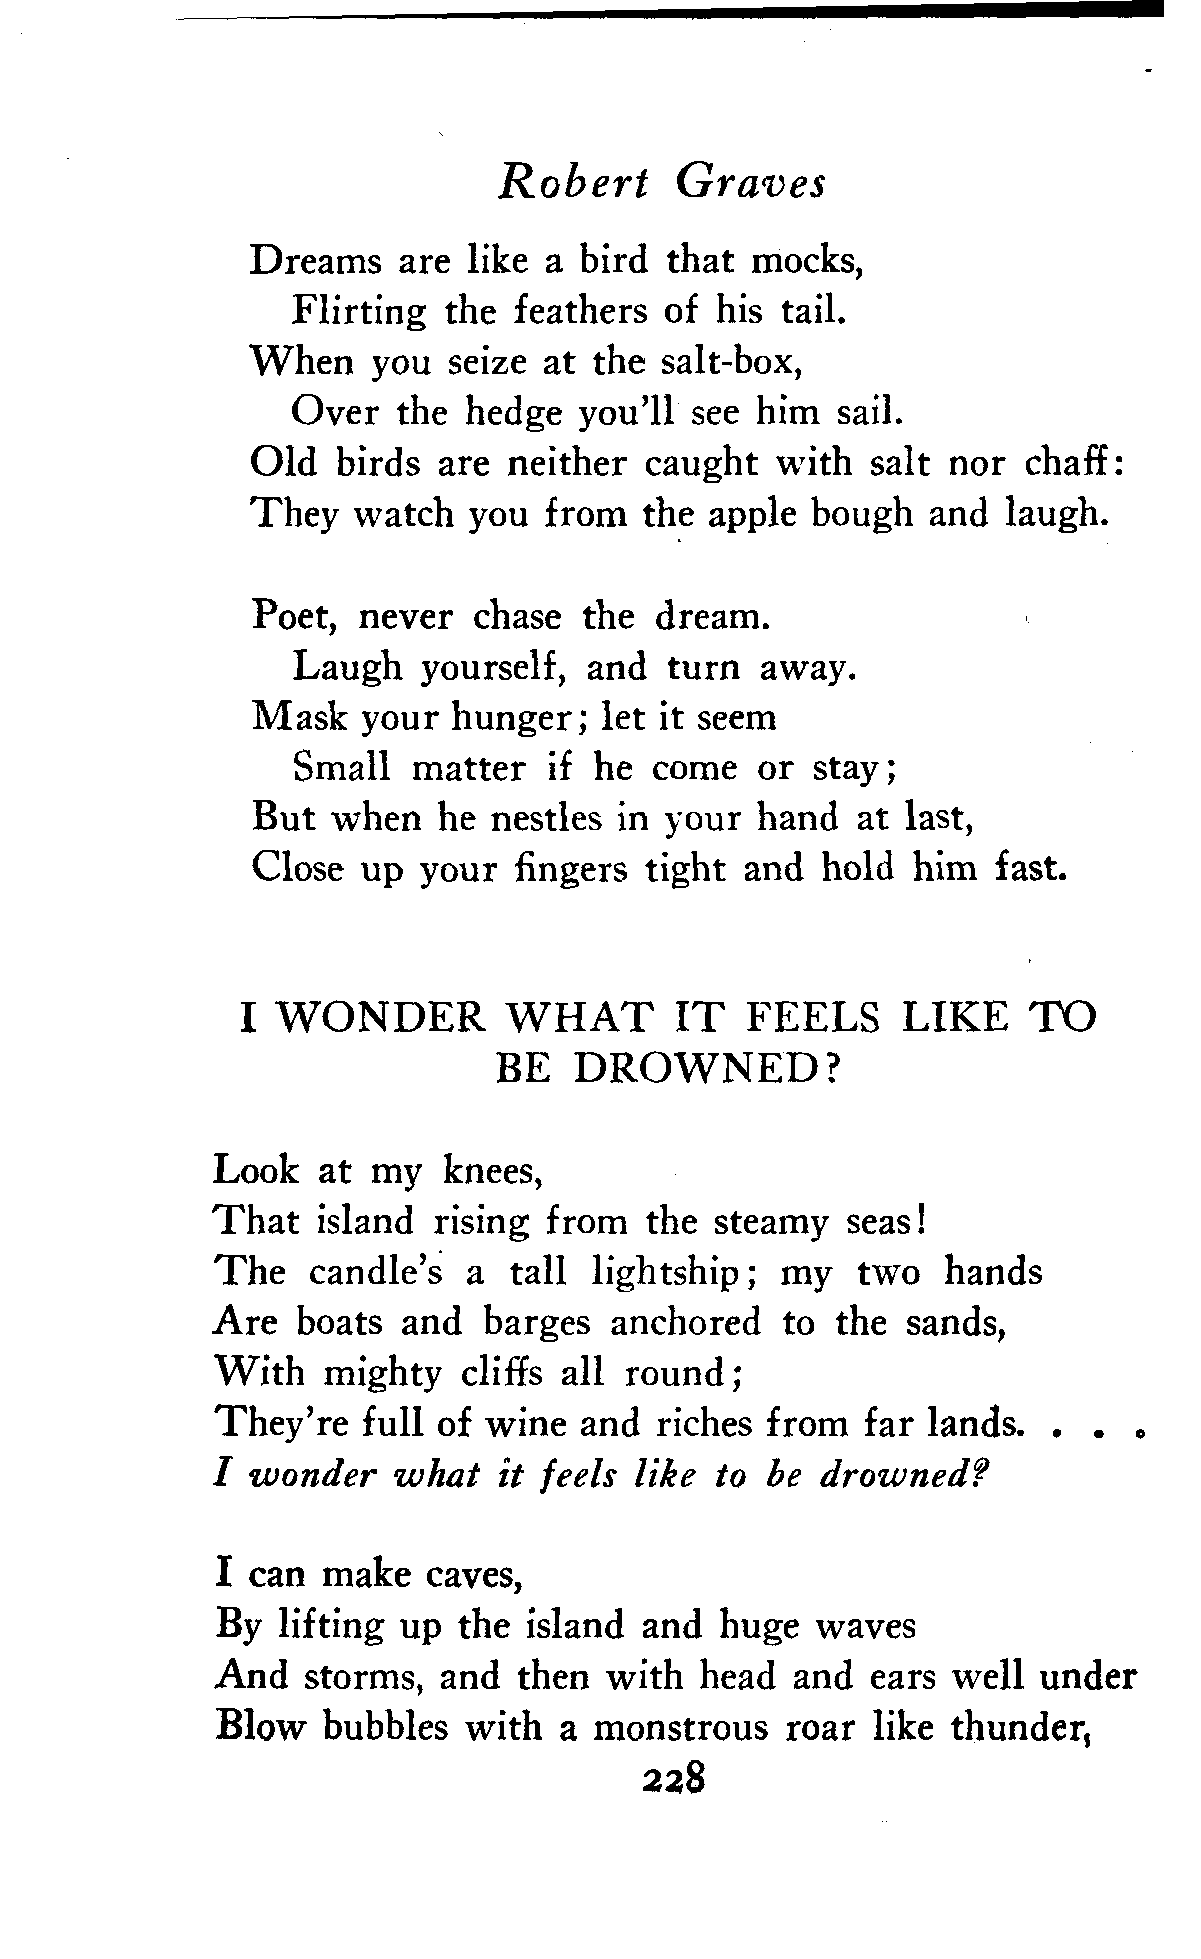 Robert Graves
Dreams are like a bird that mocks,
Flirting the feathers of his tail.
When you seize at the salt-box,
Over the hedge you'll see him sail.
Old birds are neither caught with salt nor chaff:
They watch you from the apple bough and laugh.
Poet, never chase the dream.
Laugh yourself, and turn away.
Mask your hunger; let it seem
Small matter if he come or stay;
But when he nestles in your hand at last,
Close up your fingers tight and hold him fast.
I WONDER WHAT IT FEELS LIKE TO
BE DROWNED?
Look at my knees,
That island rising from the steamy seas!
The candle's a tall lightship; my two hands
Are boats and barges anchored to the sands,
With mighty cliffs all round;
They're full of wine and riches from far lands. . . .
I wonder what it feels like to be drowned?
I can make caves,
By lifting up the island and huge waves
And storms, and then with head and ears well under
Blow bubbles with a monstrous roar like thunder,
228